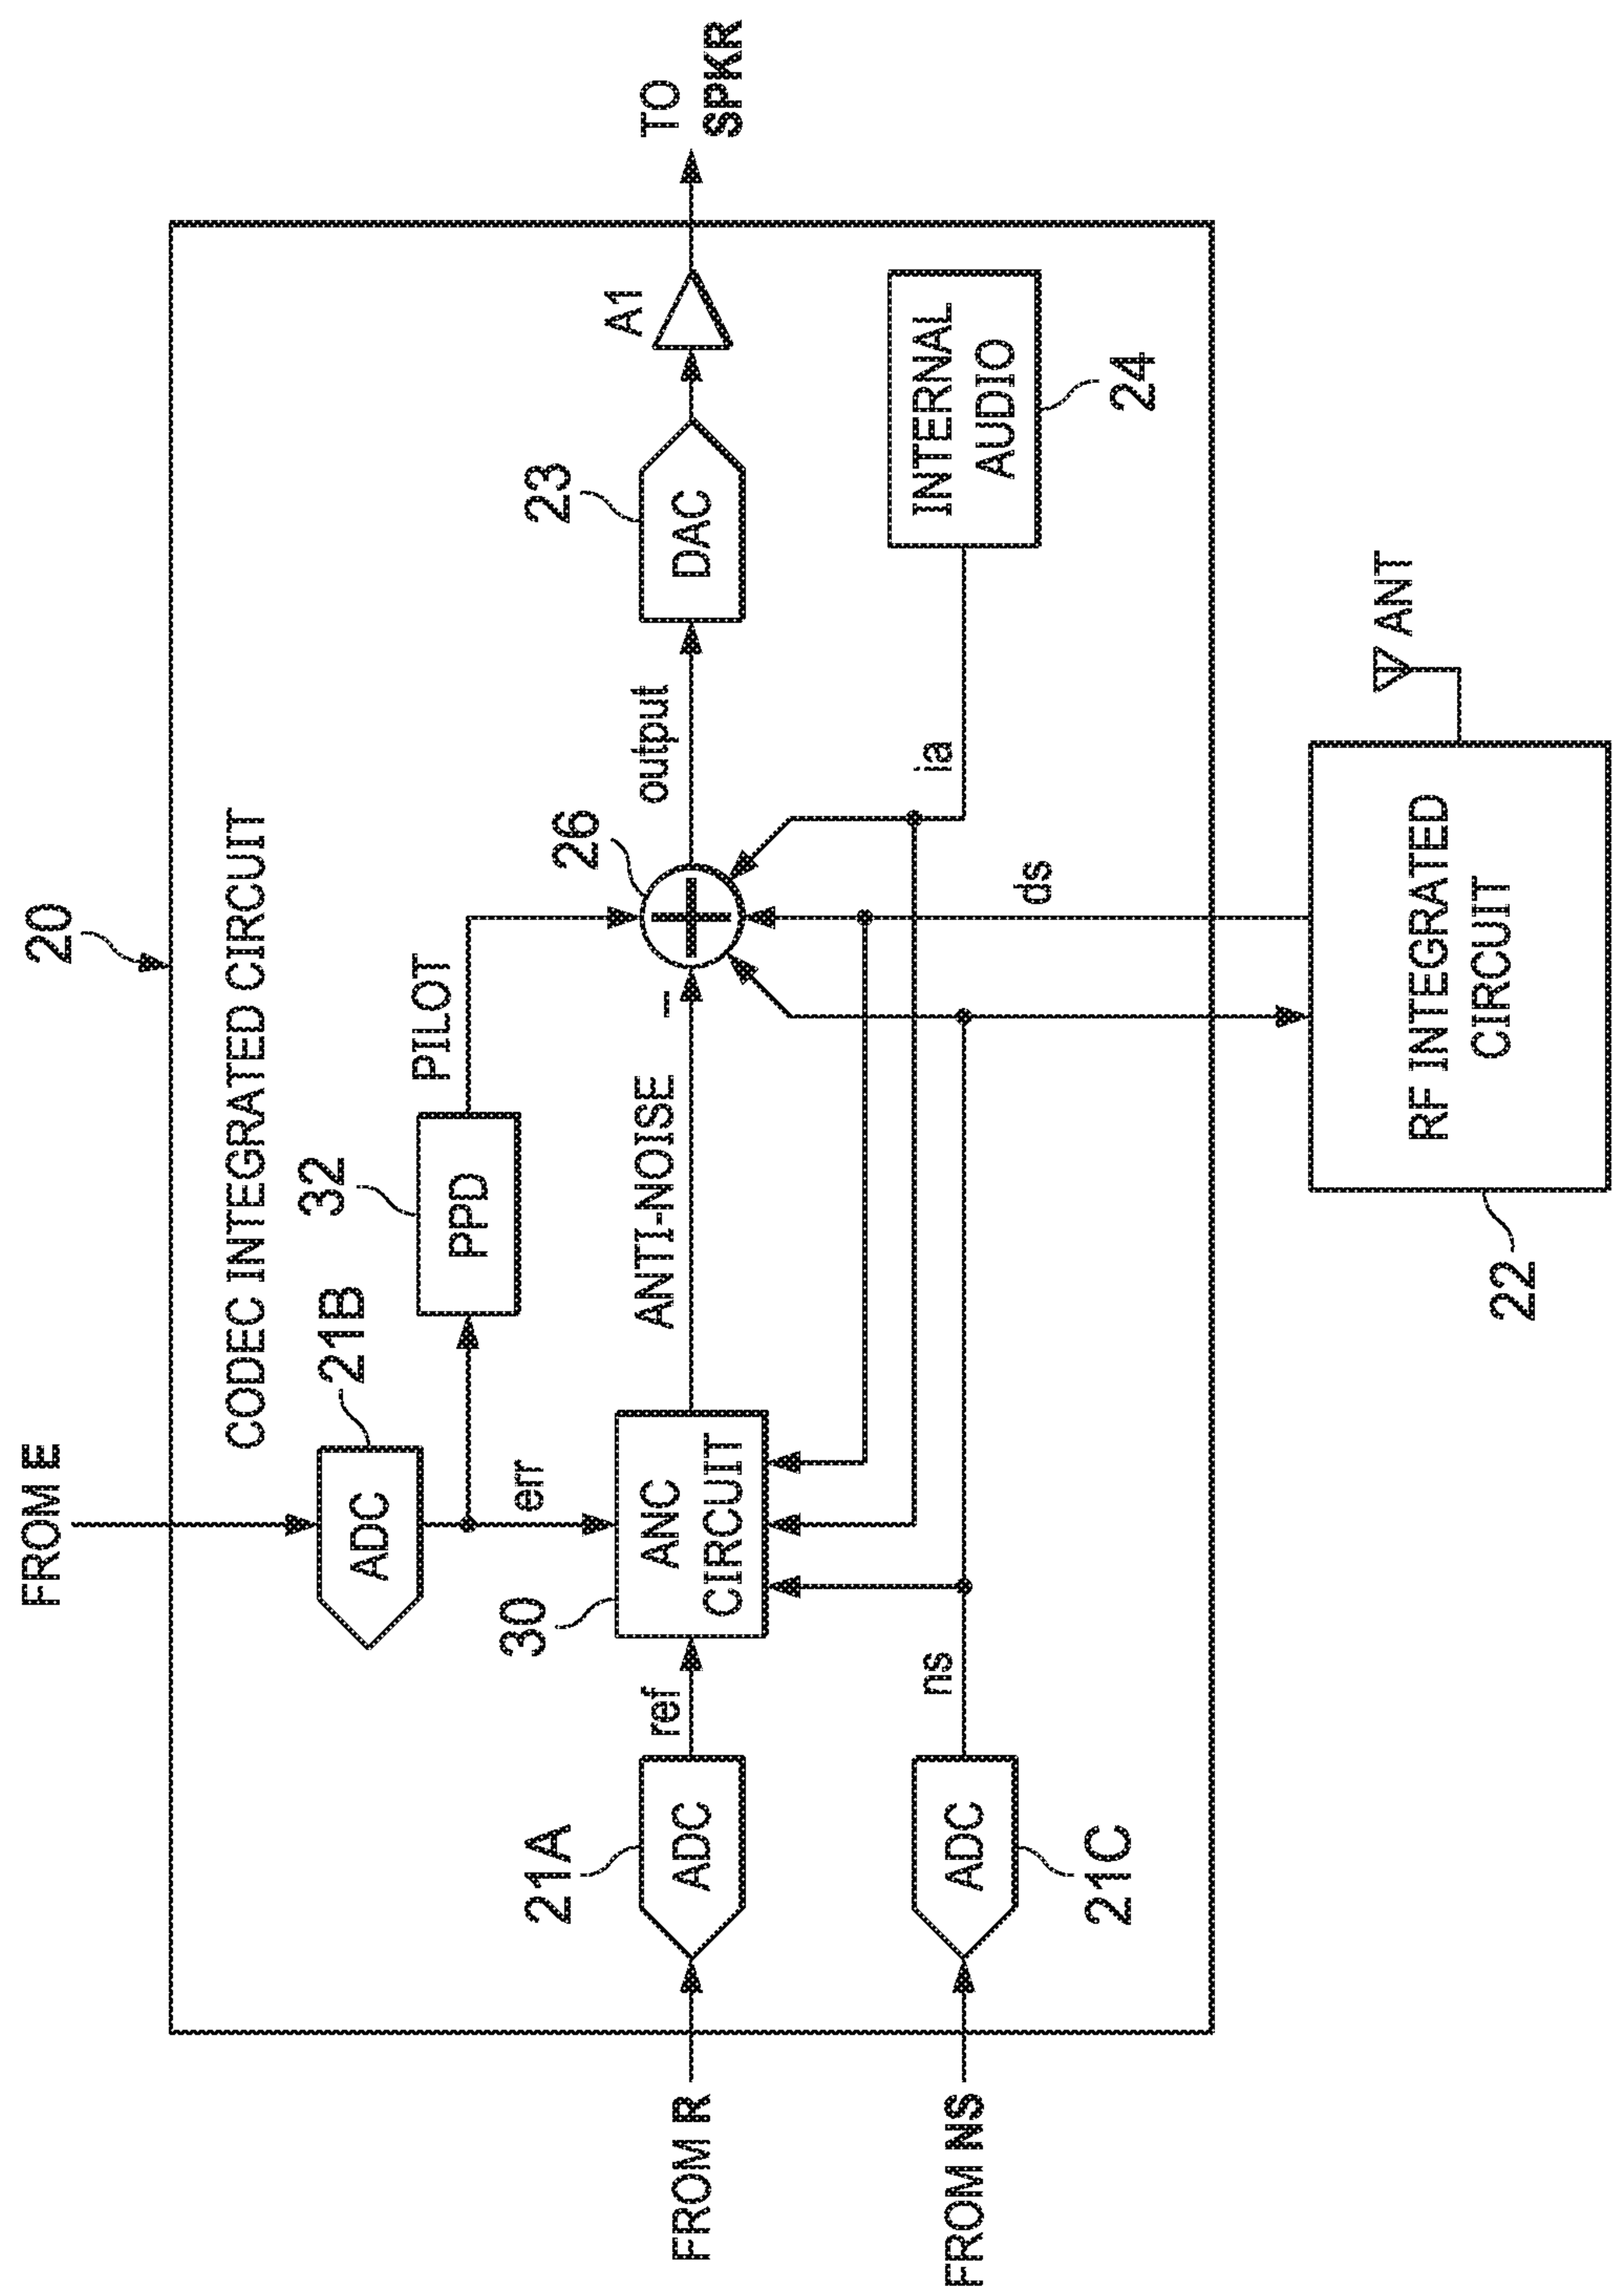 20
CODEC INTEGRATED CIRCUIT
FROM E
21B
ADC
32
PPD
PILOT
err
30
ANC
CIRCUIT
ANTI-NOISE
–
26
output
23
DAC
A1
TO
SPKR
FROM R
21A
ADC
ref
FROM NS
ADC
21C
ns
ds
ia
INTERNAL
AUDIO
24
RF INTEGRATED
CIRCUIT
22
ANT